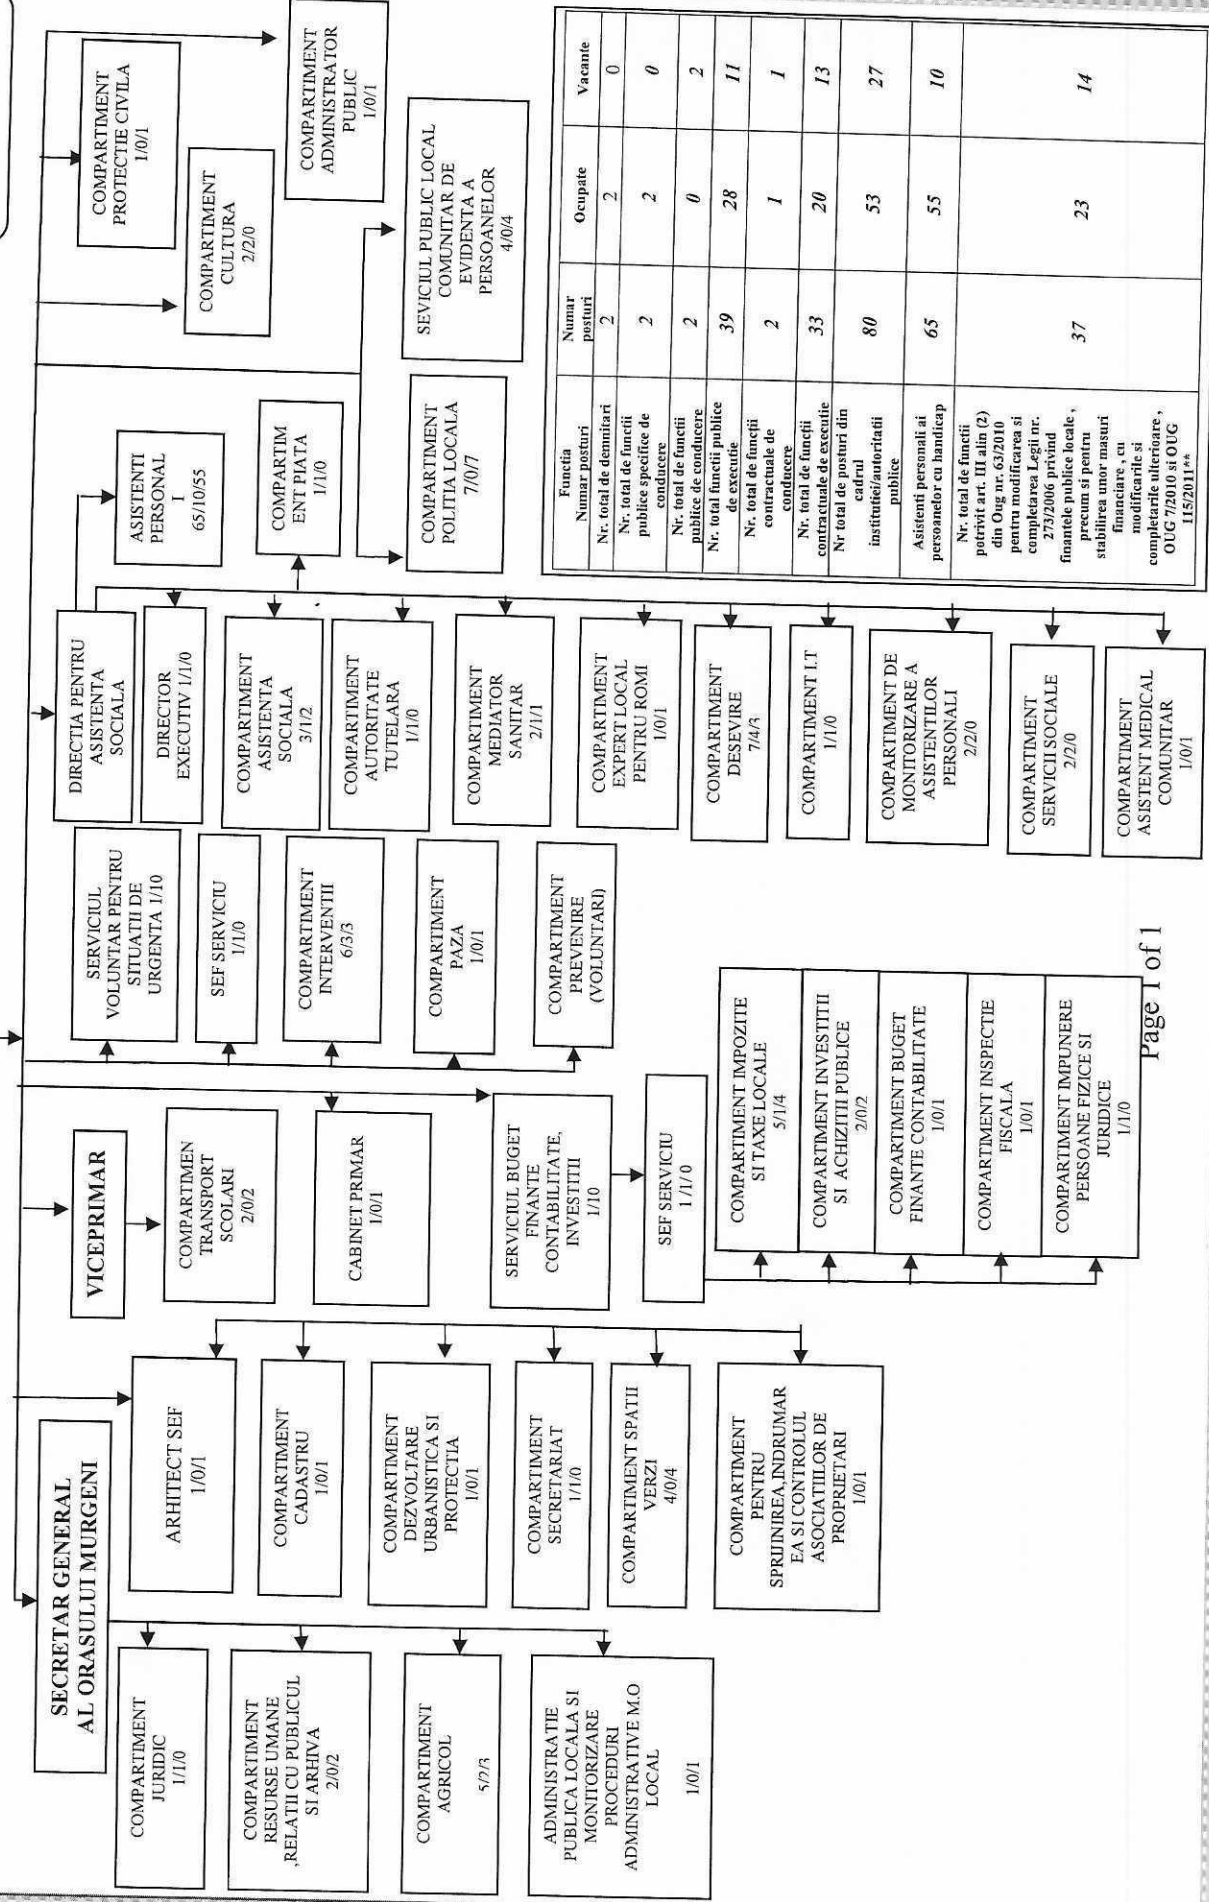 SECRETAR GENERAL
AL ORASULUI MURGENI
COMPARTIMENT
JURIDIC
1/1/0
COMPARTIMENT
RESURSE UMANE
,RELATII CU PUBLICUL
SI ARHIVA
2/0/2
COMPARTIMENT
AGRICOL
5/2/3
ADMINISTRATIE
PUBLICA LOCALA SI
MONITORIZARE
PROCEDURI
ADMINISTRATIVE M.O
LOCAL
1/0/1
ARHITECT SEF
1/0/1
COMPARTIMENT
CADASTRU
1/0/1
COMPARTIMENT
DEZVOLTARE
URBANISTICA SI
PROTECTIA
1/0/1
COMPARTIMENT
SECRETARIAT
1/1/0
COMPARTIMENT SPATII
VERZI
4/0/4
COMPARTIMENT
PENTRU
SPRIJINIREA,INDRUMAR
EA SI CONTROLUL
ASOCIATIILOR DE
PROPRIETARI
1/0/1
VICEPRIMAR
COMPARTIMEN
TRANSPORT
SCOLARI
2/0/2
CABINET PRIMAR
1/0/1
SERVICIUL BUGET
FINANTE
CONTABILITATE,
INVESTITII
1/10
SEF SERVICIU
1/1/0
COMPARTIMENT IMPOZITE
SI TAXE LOCALE
5/1/4
COMPARTIMENT INVESTITII
SI ACHIZITII PUBLICE
2/0/2
COMPARTIMENT BUGET
FINANTE CONTABILITATE
1/0/1
COMPARTIMENT INSPECTIE
FISCALA
1/0/1
COMPARTIMENT IMPUNERE
PERSOANE FIZICE SI
JURIDICE
1/1/0
SERVICIUL
VOLUNTAR PENTRU
SITUATII DE
URGENTA 1/10
SEF SERVICIU
1/1/0
COMPARTIMENT
INTERVENTII
6/3/3
COMPARTIMENT
PAZA
1/0/1
COMPARTIMENT
PREVENIRE
(VOLUNTARI)
DIRECTIA PENTRU
ASISTENTA
SOCIALA
DIRECTOR
EXECUTIV 1/1/0
COMPARTIMENT
ASISTENTA
SOCIALA
3/1/2
COMPARTIMENT
AUTORITATE
TUTELARA
1/1/0
COMPARTIMENT
MEDIATOR
SANITAR
2/1/1
COMPARTIMENT
EXPERT LOCAL
PENTRU ROMI
1/0/1
COMPARTIMENT
DESEVIRE
7/4/3
COMPARTIMENT I.T
1/1/0
COMPARTIMENT DE
MONITORIZARE A
ASISTENTILOR
PERSONALI
2/2/0
COMPARTIMENT
SERVICII SOCIALE
2/2/0
COMPARTIMENT
ASISTENT MEDICAL
COMUNITAR
1/0/1
ASISTENTI
PERSONAL
I
65/10/55
COMPARTIM
ENT PIATA
1/1/0
COMPARTIMENT
POLITIA LOCALA
7/0/7
COMPARTIMENT
PROTECTIE CIVILA
1/0/1
COMPARTIMENT
CULTURA
2/2/0
COMPARTIMENT
ADMINISTRATOR
PUBLIC
1/0/1
SEVICIUL PUBLIC LOCAL
COMUNITAR DE
EVIDENTA A
PERSOANELOR
4/0/4
Functia
Numar posturi
Numar
posturi
Ocupate
Vacante
Nr. total de demnitari
2
2
0
Nr. total de functii
publice specifice de
conducere
2
2
0
Nr. total de functii
publice de conducere
2
0
2
Nr. total functii publice
de executie
39
28
11
Nr. total de funcții
contractuale de
conducere
2
1
1
Nr. total de funcții
contractuale de executie
33
20
13
Nr total de posturi din
cadrul
institutiei/autoritatii
publice
80
53
27
Asistenti personali ai
persoanelor cu handicap
65
55
10
Nr. total de functii
potrivit art. III alin (2)
din Oug nr. 63/2010
pentru modificarea si
completarea Legii nr.
273/2006 privind
finantele publice locale ,
precum si pentru
stabilirea unor masuri
financiare , cu
modificarile si
completarile ulterioare ,
OUG 7/2010 si OUG
115/2011**
37
23
14
Page 1 of 1